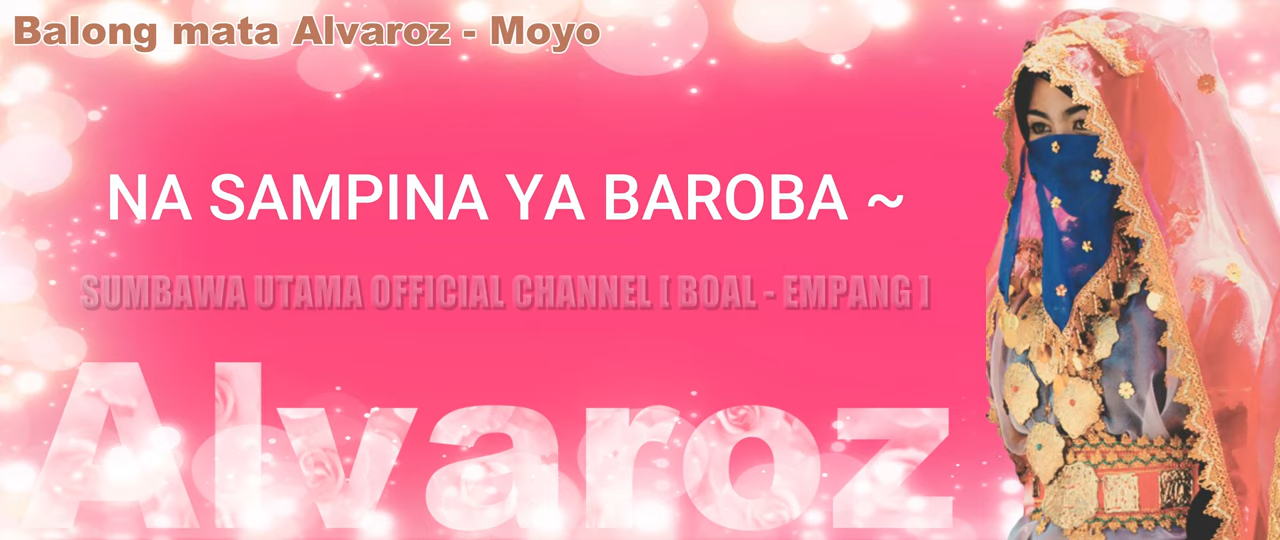 Balong mata Alvaroz - Moyo
NA SAMPINA YA BAROBA ~
SUMBAWA UTAMA OFFICIAL CHANNEL [ BOAL - EMPANG ]
Alvaroz